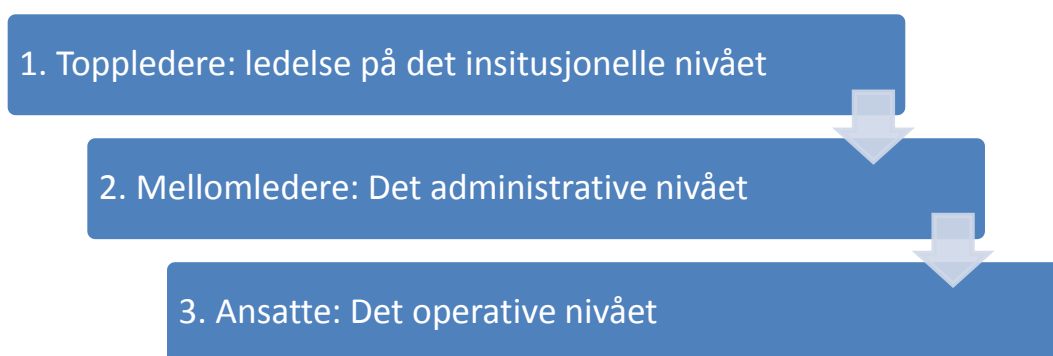 1. Toppledere: ledelse på det insitusjonelle nivået
2. Mellomledere: Det administrative nivået
3. Ansatte: Det operative nivået